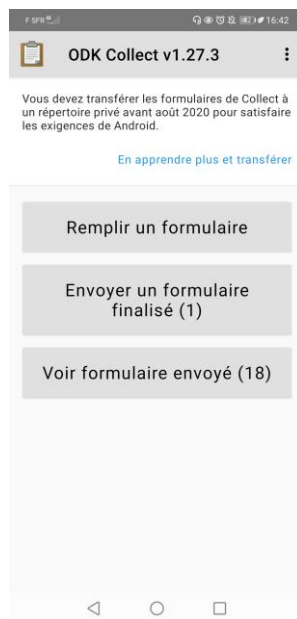 F SFR 16:42
ODK Collect v1.27.3
Vous devez transférer les formulaires de Collect à
un répertoire privé avant août 2020 pour satisfaire
les exigences de Android.
En apprendre plus et transférer
Remplir un formulaire
Envoyer un formulaire
finalisé (1)
Voir formulaire envoyé (18)